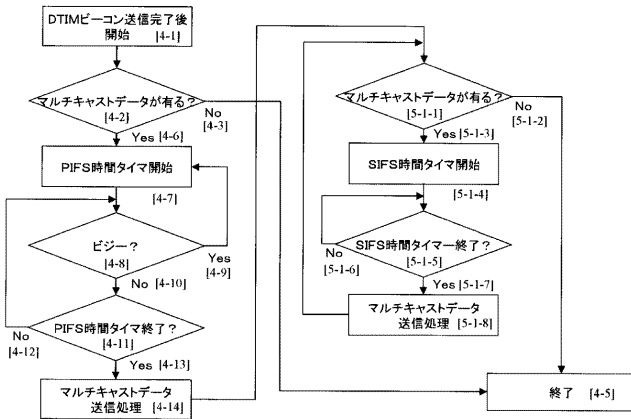 DTIMビーコン送信完了後
開始 [4-1]
マルチキャストデータが有る?
[4-2]
No
[4-3]
Yes [4-6]
PIFS時間タイマ開始
[4-7]
ビジー?
[4-8]
Yes
[4-9]
No [4-10]
PIFS時間タイマ終了?
[4-11]
No
[4-12]
Yes [4-13]
マルチキャストデータ
送信処理 [4-14]
マルチキャストデータが有る?
[5-1-1]
No
[5-1-2]
Yes [5-1-3]
SIFS時間タイマ開始
[5-1-4]
SIFS時間タイマー終了?
[5-1-5]
No
[5-1-6]
Yes [5-1-7]
マルチキャストデータ
送信処理 [5-1-8]
終了 [4-5]